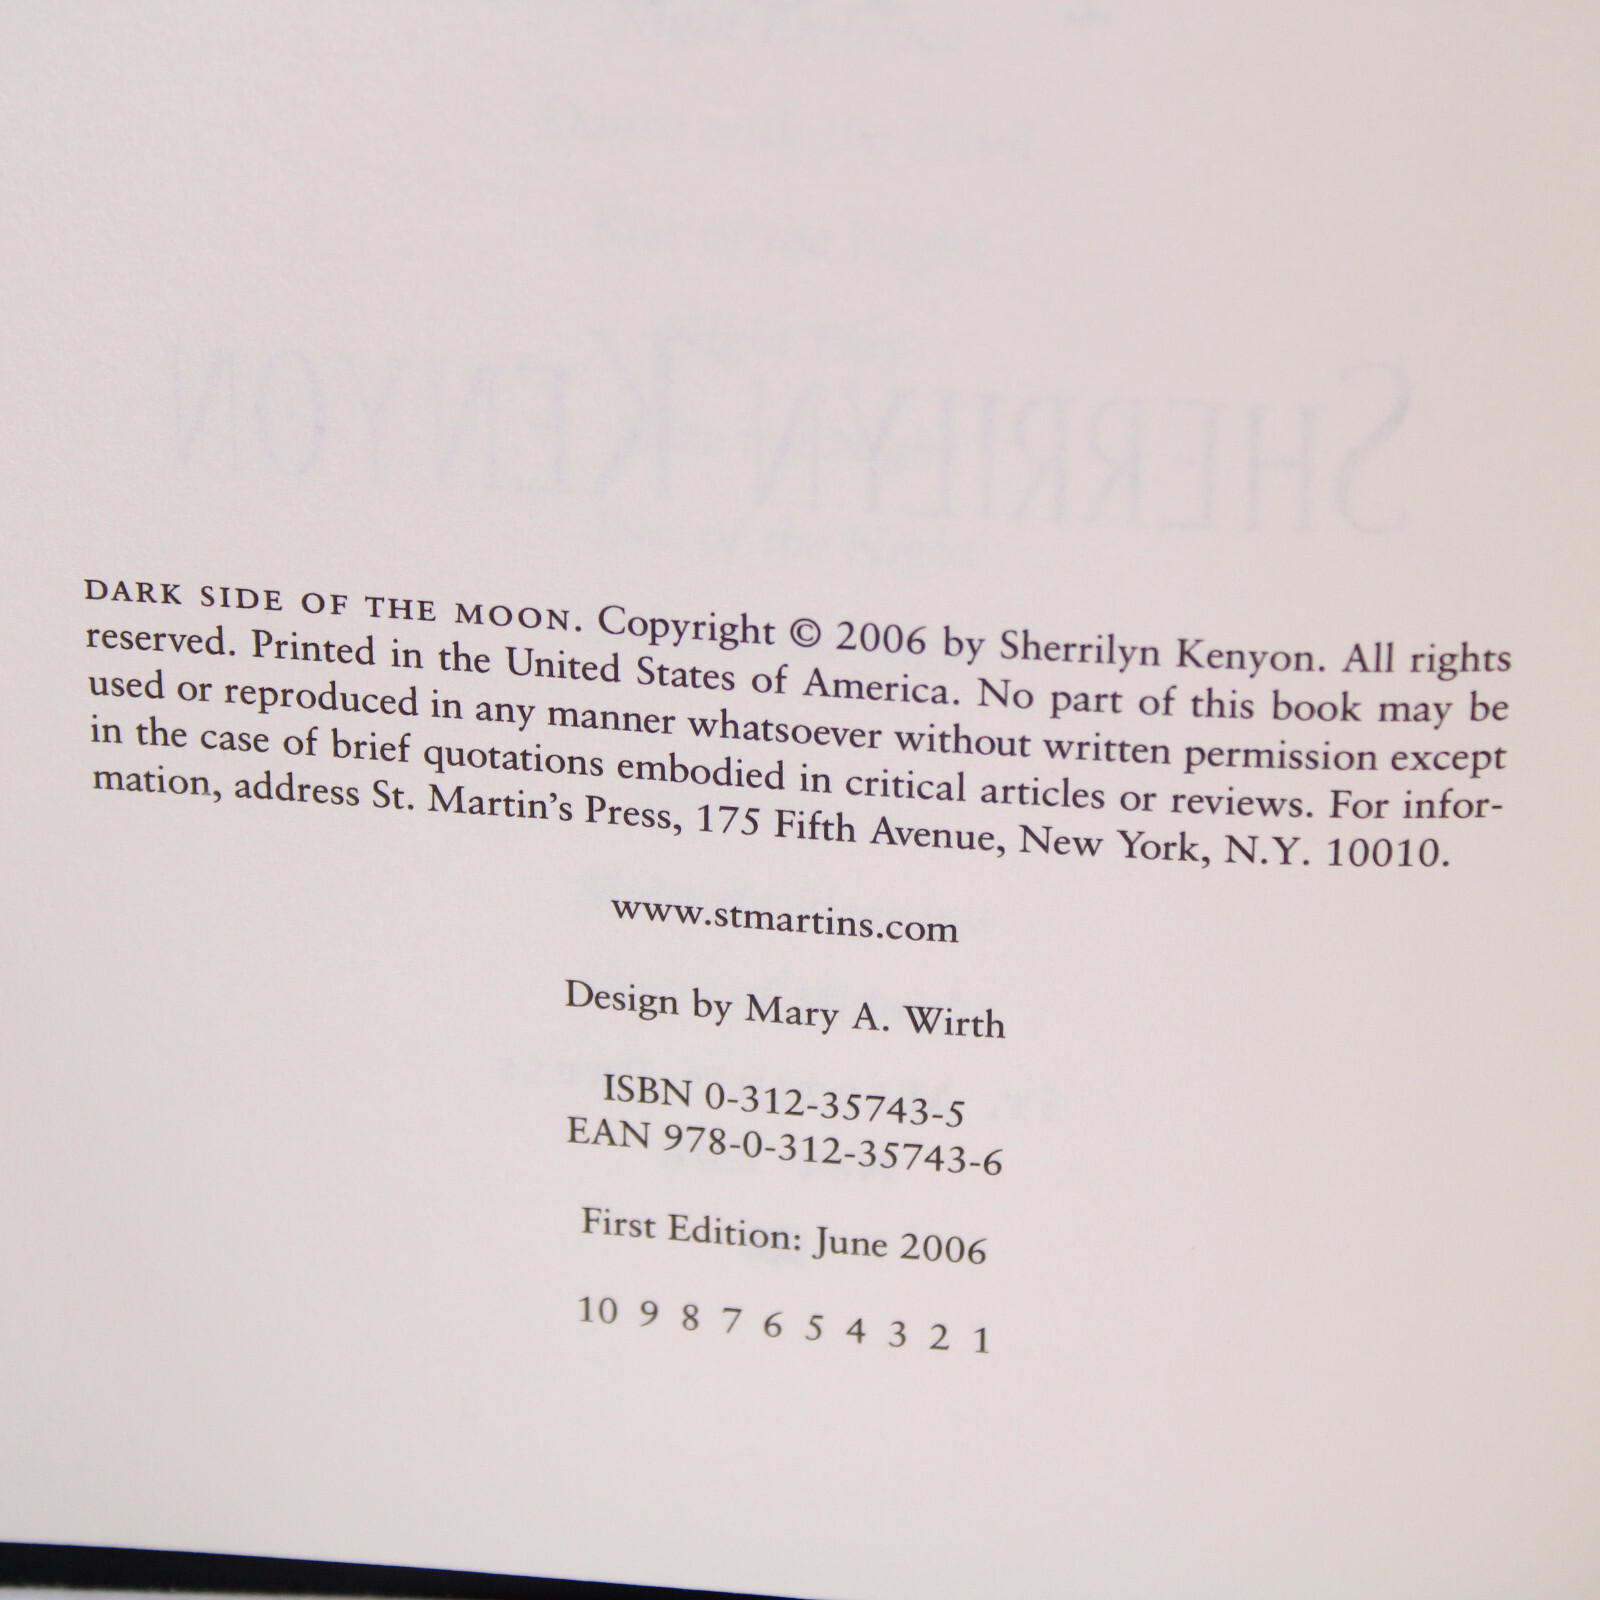 DARK SIDE OF THE MOON. Copyright © 2006 by Sherrilyn Kenyon. All rights
reserved. Printed in the United States of America. No part of this book may be
used or reproduced in any manner whatsoever without written permission except
in the case of brief quotations embodied in critical articles or reviews. For infor-
mation, address St. Martin's Press, 175 Fifth Avenue, New York, N.Y. 10010.
www.stmartins.com
Design by Mary A. Wirth
ISBN 0-312-35743-5
EAN 978-0-312-35743-6
First Edition: June 2006
10 9 8 7 6 5 4 3 2 1